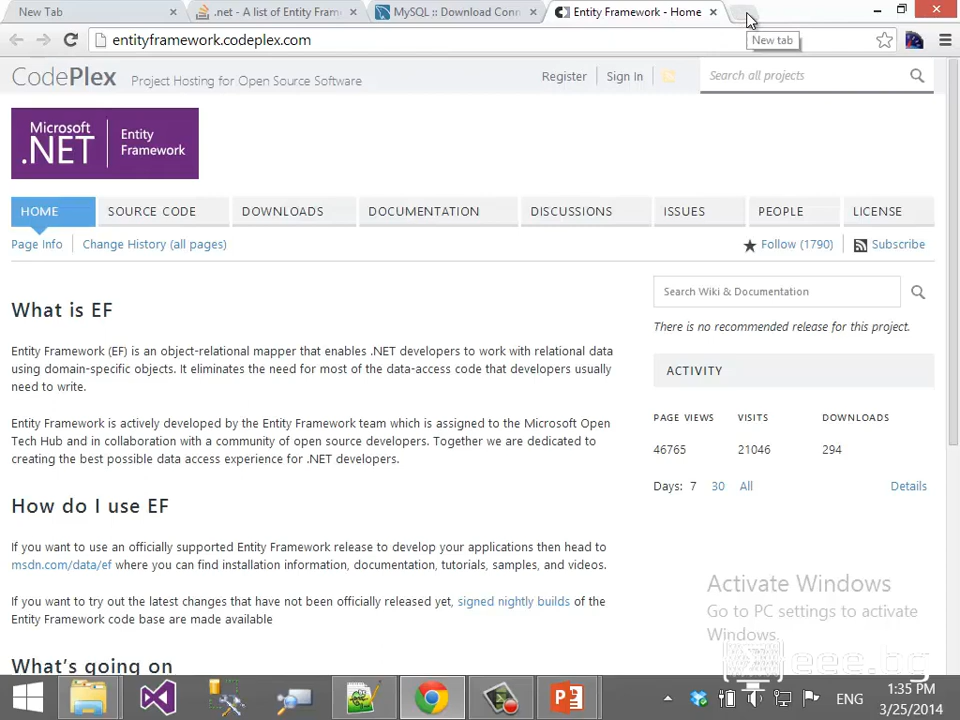 New Tab
.net - A list of Entity Fram
MySQL :: Download Conn
Entity Framework - Home
entityframework.codeplex.com
New tab
CodePlex
Project Hosting for Open Source Software
Register
Sign In
Search all projects
Microsoft
.NET
Entity
Framework
HOME
SOURCE CODE
DOWNLOADS
DOCUMENTATION
DISCUSSIONS
ISSUES
PEOPLE
LICENSE
Page Info
Change History (all pages)
Follow (1790)
Subscribe
What is EF
Entity Framework (EF) is an object-relational mapper that enables .NET developers to work with relational data
using domain-specific objects. It eliminates the need for most of the data-access code that developers usually
need to write.
Entity Framework is actively developed by the Entity Framework team which is assigned to the Microsoft Open
Tech Hub and in collaboration with a community of open source developers. Together we are dedicated to
creating the best possible data access experience for .NET developers.
How do I use EF
If you want to use an officially supported Entity Framework release to develop your applications then head to
msdn.com/data/ef where you can find installation information, documentation, tutorials, samples, and videos.
If you want to try out the latest changes that have not been officially released yet, signed nightly builds of the
Entity Framework code base are made available
What's going on
Search Wiki & Documentation
There is no recommended release for this project.
ACTIVITY
PAGE VIEWS
VISITS
DOWNLOADS
46765
21046
294
Days: 7 30 All
Details
Activate Windows
Go to PC settings to activate
Windows.
eee.bg
ENG
1:35 PM
3/25/2014